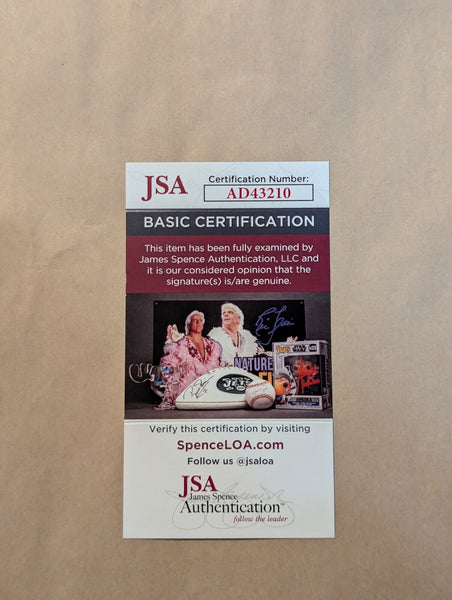 JSA
Certification Number:
AD43210
BASIC CERTIFICATION
This item has been fully examined by
James Spence Authentication, LLC and
it is our considered opinion that the
signature(s) is/are genuine.
NATURE
JETS
Verify this certification by visiting
SpenceLOA.com
Follow us @jsaloa
JSA
James Spence
Authentication™
follow the leader